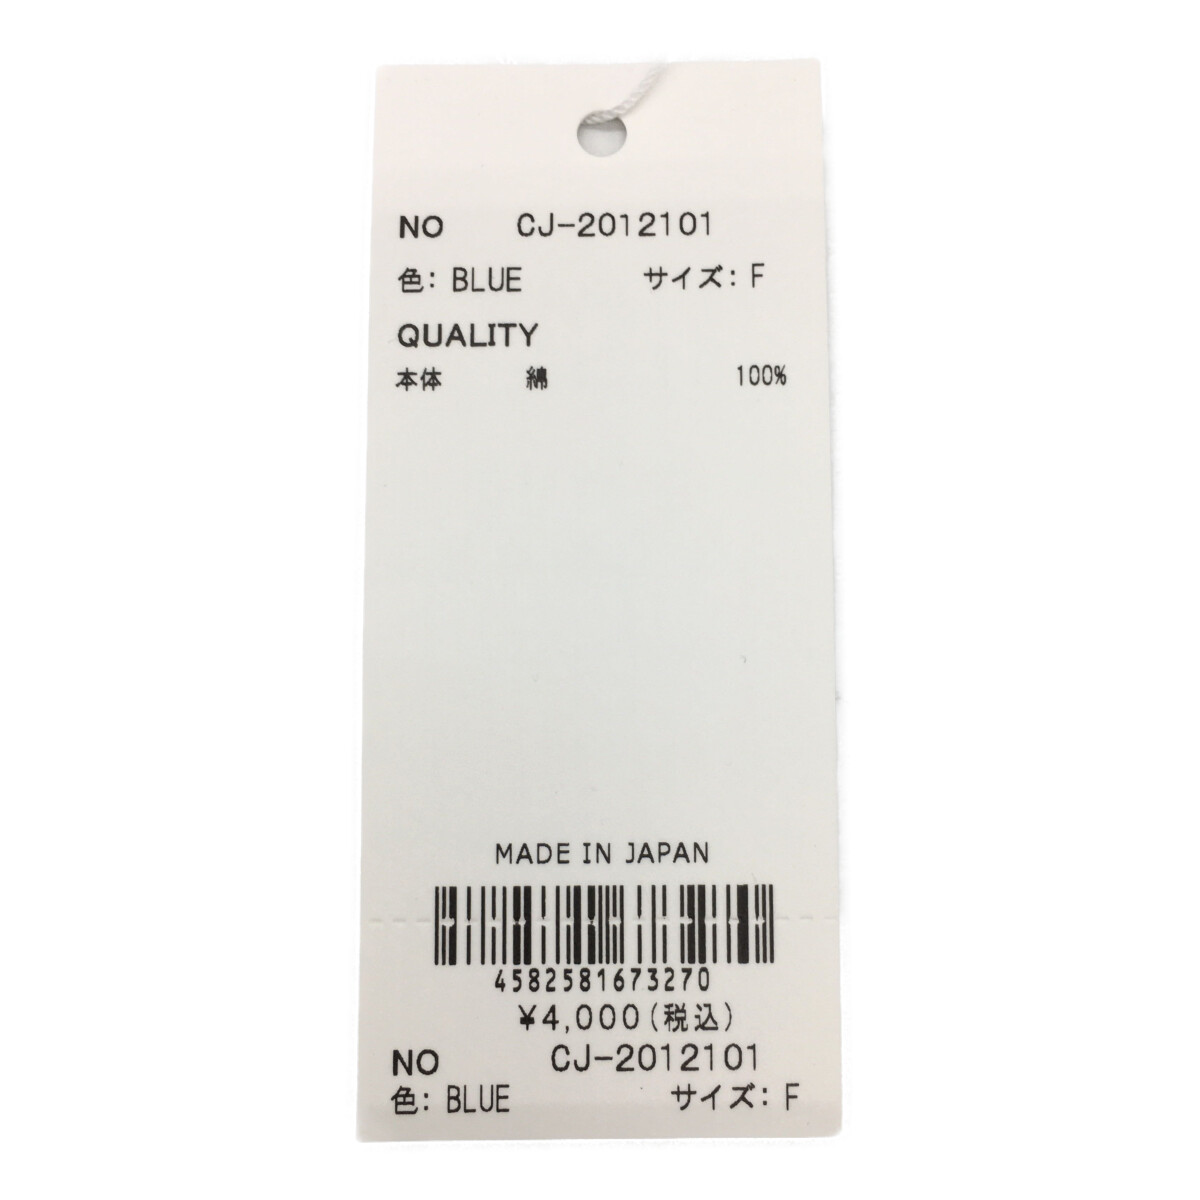 NO CJ-2012101
色: BLUE サイズ: F
QUALITY
本体 綿 100%
MADE IN JAPAN
4582581673270
¥4,000(税込)
NO CJ-2012101
色: BLUE サイズ: F